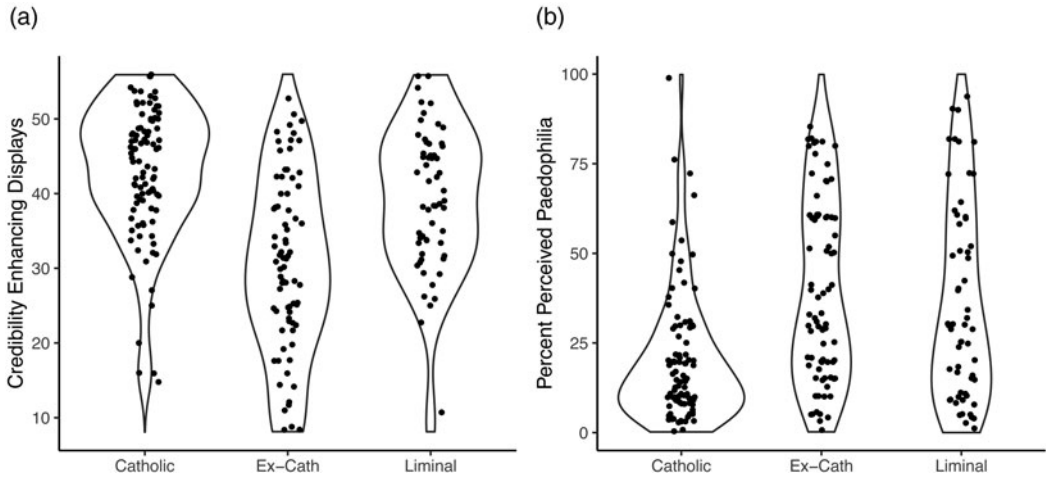 (a)
Credibility Enhancing Displays
50
40
30
20
10
Catholic
Ex−Cath
Liminal
(b)
Percent Perceived Paedophilia
100
75
50
25
0
Catholic
Ex−Cath
Liminal